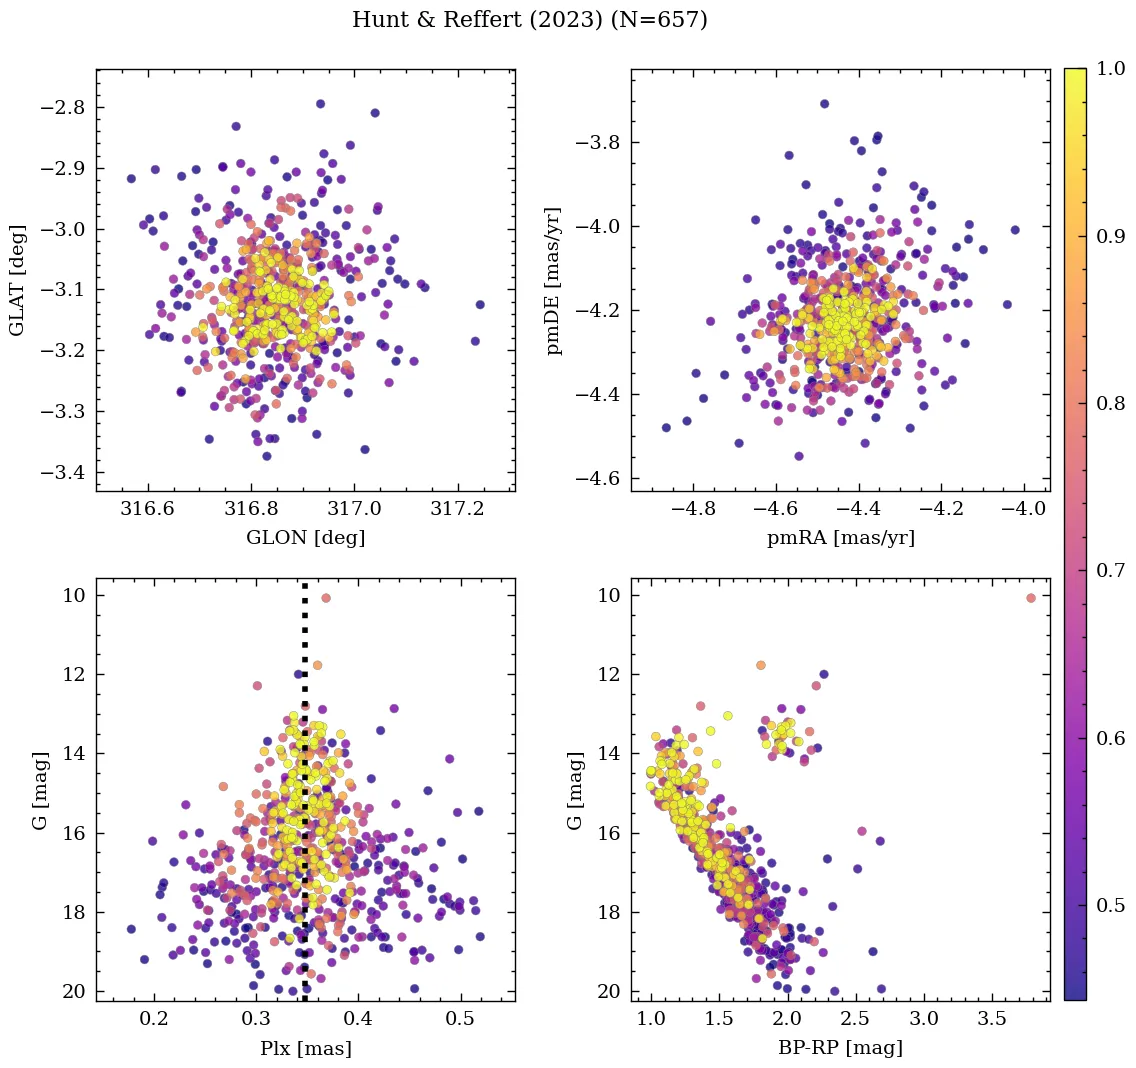 Hunt & Reffert (2023) (N=657)
−2.8
−2.9
−3.0
−3.1
−3.2
−3.3
−3.4
GLAT [deg]
316.6 316.8 317.0 317.2
GLON [deg]
−3.8
−4.0
−4.2
−4.4
−4.6
pmDE [mas/yr]
−4.8 −4.6 −4.4 −4.2 −4.0
pmRA [mas/yr]
10
12
14
16
18
20
G [mag]
0.2 0.3 0.4 0.5
Plx [mas]
10
12
14
16
18
20
G [mag]
1.0 1.5 2.0 2.5 3.0 3.5
BP-RP [mag]
1.0
0.9
0.8
0.7
0.6
0.5